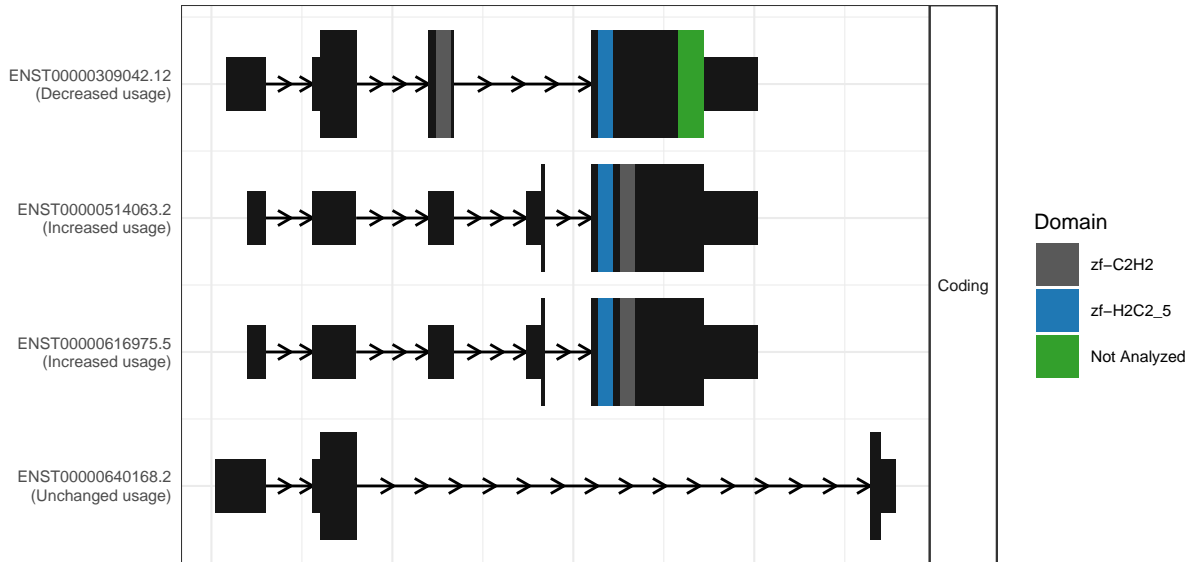 ENST00000309042.12
(Decreased usage)
ENST00000514063.2
(Increased usage)
ENST00000616975.5
(Increased usage)
ENST00000640168.2
(Unchanged usage)
Coding
Domain
zf−C2H2
zf−H2C2_5
Not Analyzed